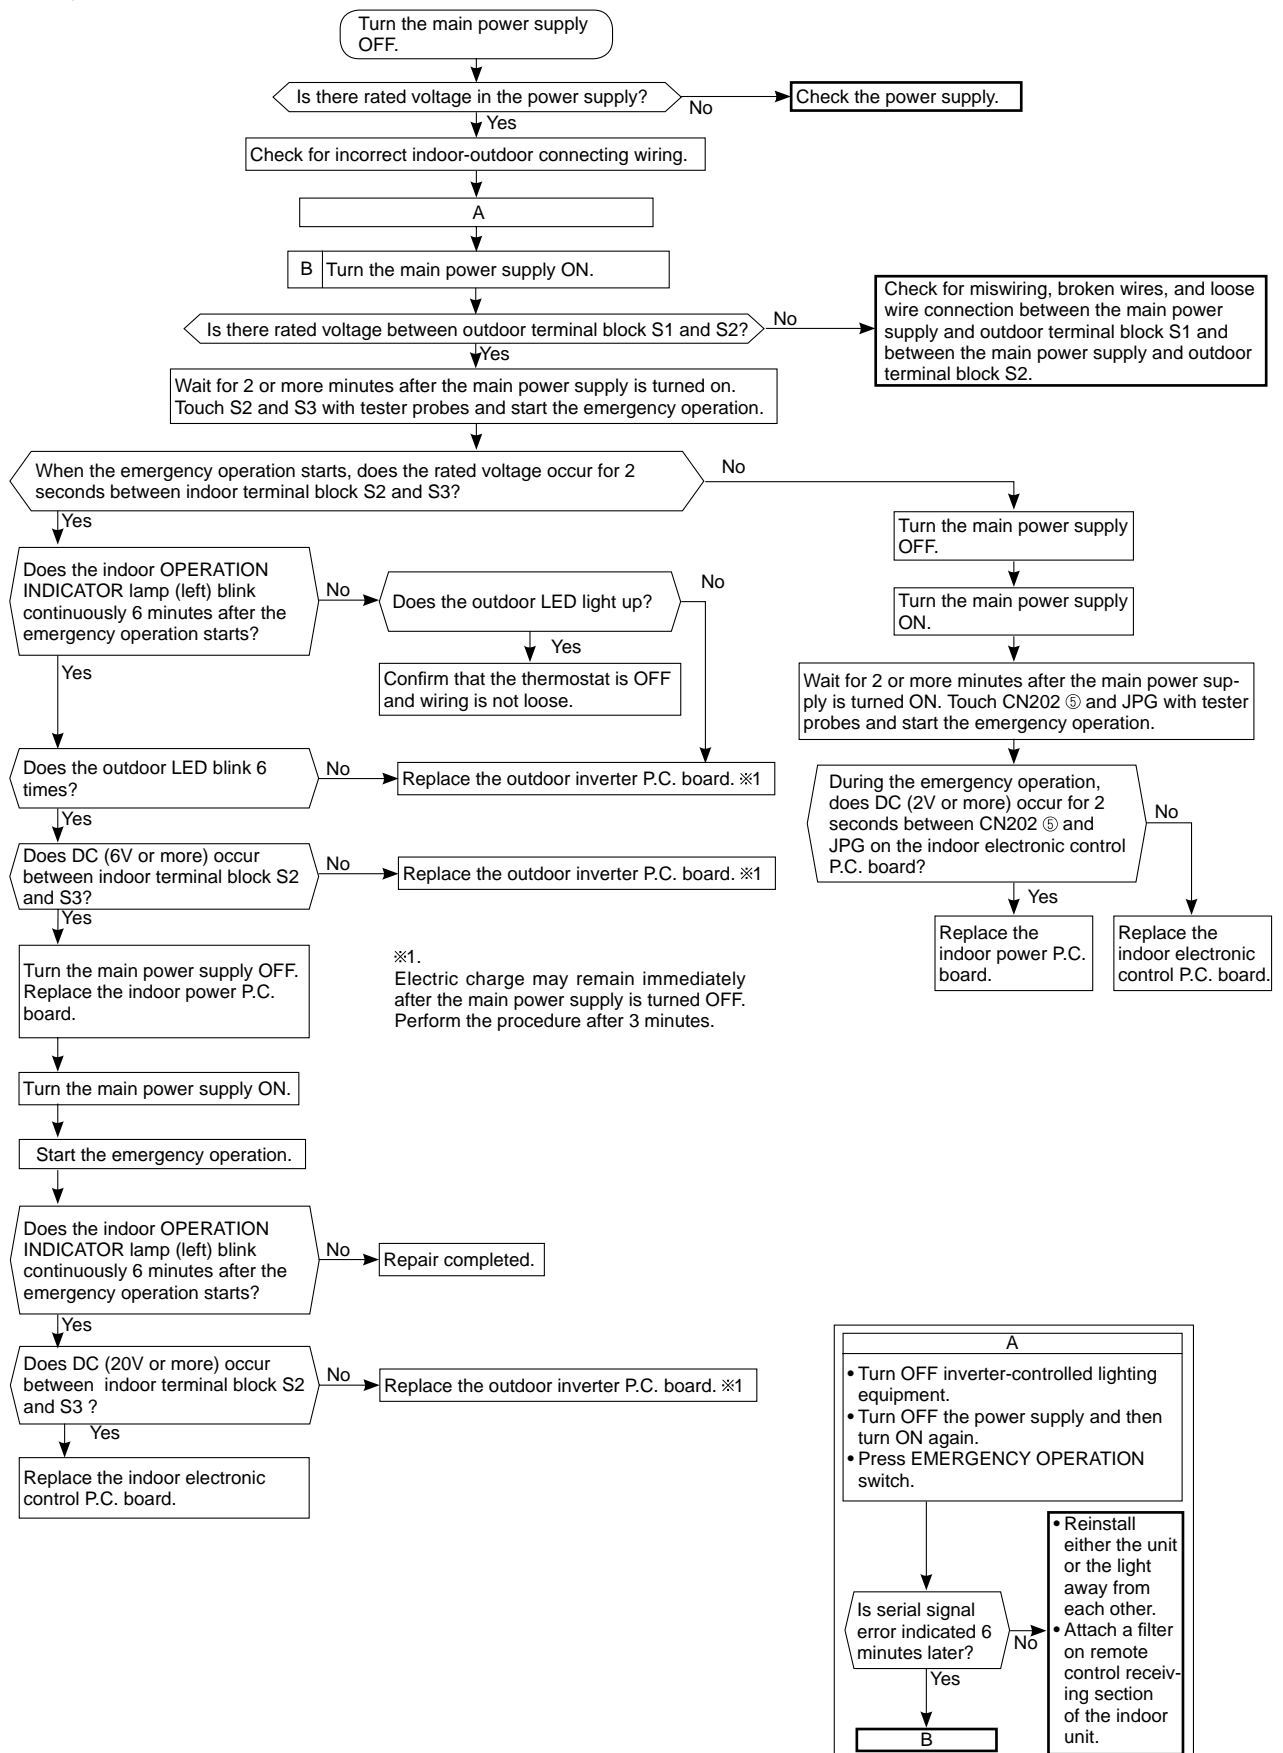 Turn the main power supply
OFF.
Is there rated voltage in the power supply?
No
Check the power supply.
Yes
Check for incorrect indoor-outdoor connecting wiring.
A
B
Turn the main power supply ON.
Is there rated voltage between outdoor terminal block S1 and S2?
No
Check for miswiring, broken wires, and loose
wire connection between the main power
supply and outdoor terminal block S1 and
between the main power supply and outdoor
terminal block S2.
Yes
Wait for 2 or more minutes after the main power supply is turned on.
Touch S2 and S3 with tester probes and start the emergency operation.
When the emergency operation starts, does the rated voltage occur for 2
seconds between indoor terminal block S2 and S3?
No
Yes
Turn the main power supply
OFF.
Turn the main power supply
ON.
Wait for 2 or more minutes after the main power sup-
ply is turned ON. Touch CN202 ⑤ and JPG with tester
probes and start the emergency operation.
During the emergency operation,
does DC (2V or more) occur for 2
seconds between CN202 ⑤ and
JPG on the indoor electronic control
P.C. board?
No
Yes
Replace the
indoor power P.C.
board.
Replace the
indoor electronic
control P.C. board.
Does the indoor OPERATION
INDICATOR lamp (left) blink
continuously 6 minutes after the
emergency operation starts?
No
Does the outdoor LED light up?
No
Yes
Confirm that the thermostat is OFF
and wiring is not loose.
Yes
Does the outdoor LED blink 6
times?
No
Replace the outdoor inverter P.C. board. ※1
Yes
Does DC (6V or more) occur
between indoor terminal block S2
and S3?
No
Replace the outdoor inverter P.C. board. ※1
Yes
Turn the main power supply OFF.
Replace the indoor power P.C.
board.
※1.
Electric charge may remain immediately
after the main power supply is turned OFF.
Perform the procedure after 3 minutes.
Turn the main power supply ON.
Start the emergency operation.
Does the indoor OPERATION
INDICATOR lamp (left) blink
continuously 6 minutes after the
emergency operation starts?
No
Repair completed.
Yes
Does DC (20V or more) occur
between indoor terminal block S2
and S3 ?
No
Replace the outdoor inverter P.C. board. ※1
Yes
Replace the indoor electronic
control P.C. board.
A
• Turn OFF inverter-controlled lighting
equipment.
• Turn OFF the power supply and then
turn ON again.
• Press EMERGENCY OPERATION
switch.
Is serial signal
error indicated 6
minutes later?
No
• Reinstall
either the unit
or the light
away from
each other.
• Attach a filter
on remote
control receiv-
ing section
of the indoor
unit.
Yes
B